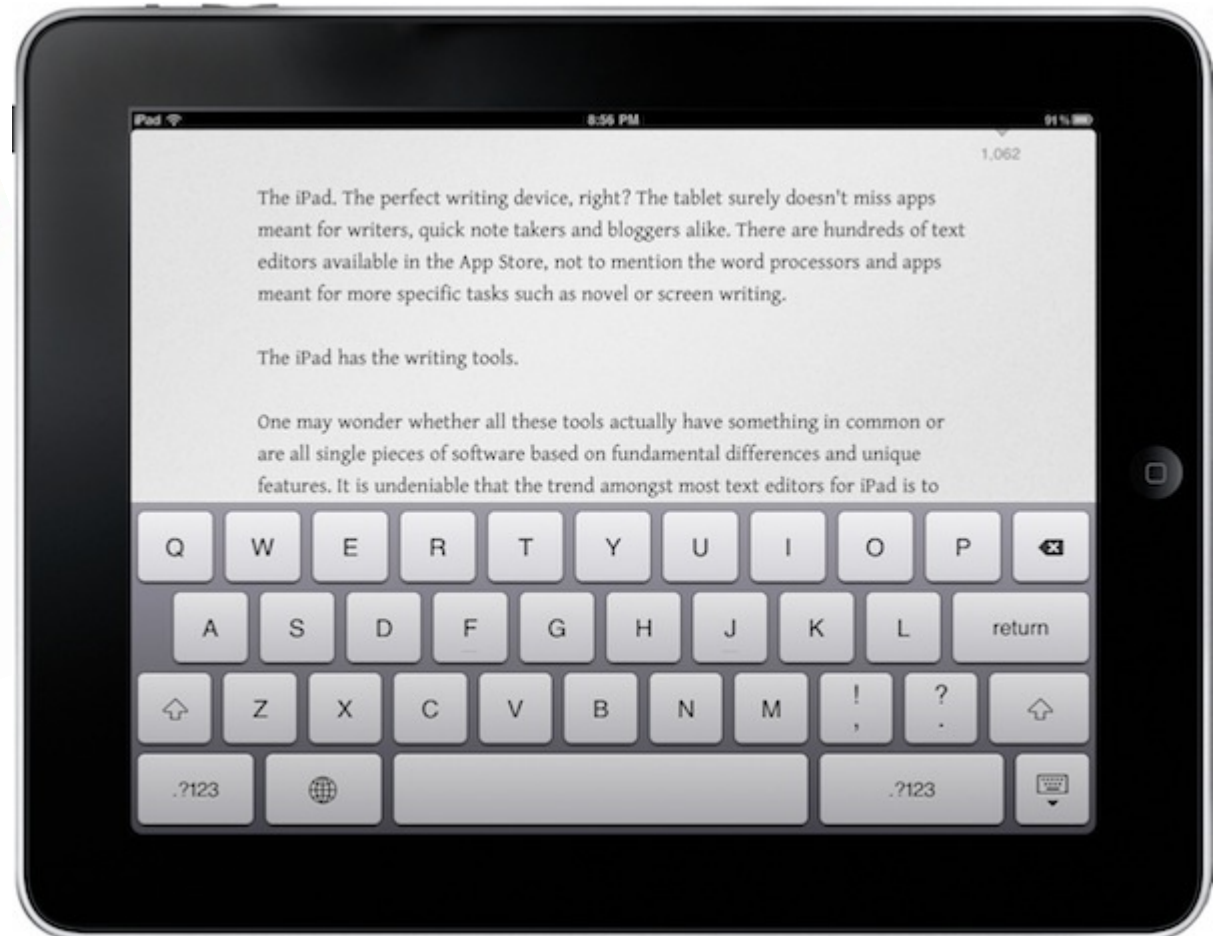 iPad 8:56 PM 91%
1,062
The iPad. The perfect writing device, right? The tablet surely doesn't miss apps
meant for writers, quick note takers and bloggers alike. There are hundreds of text
editors available in the App Store, not to mention the word processors and apps
meant for more specific tasks such as novel or screen writing.
The iPad has the writing tools.
One may wonder whether all these tools actually have something in common or
are all single pieces of software based on fundamental differences and unique
features. It is undeniable that the trend amongst most text editors for iPad is to
Q W E R T Y U I O P
A S D F G H J K L return
Z X C V B N M ! , ? .
.?123 .?123